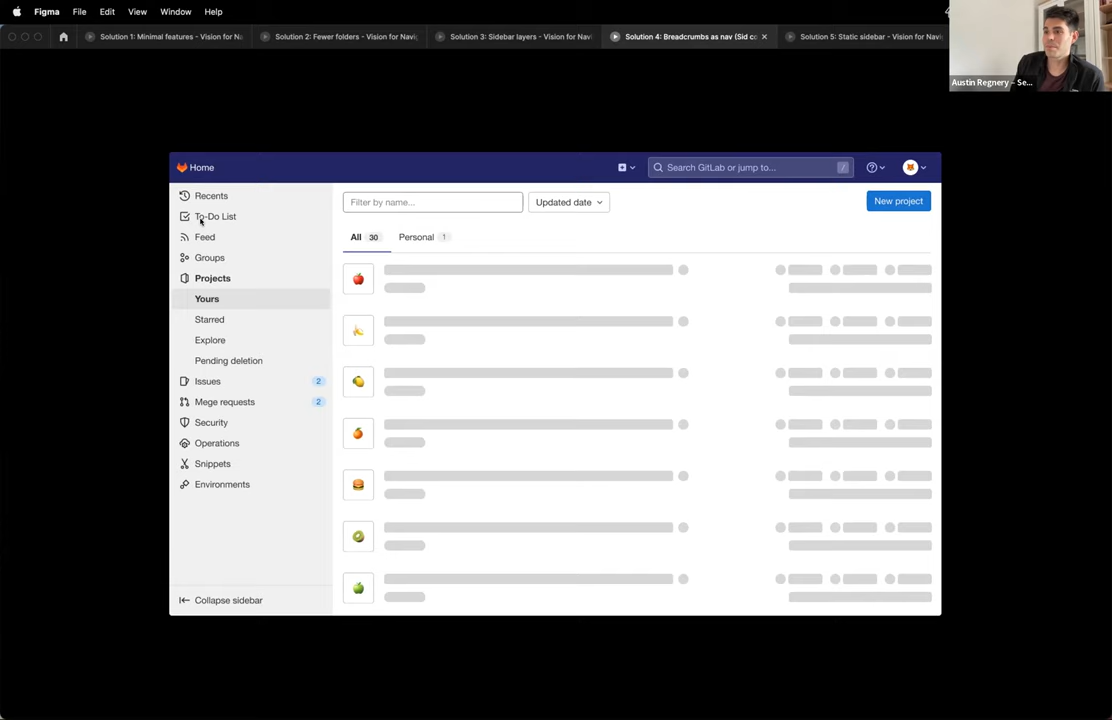 Figma File Edit View Window Help
Solution 1: Minimal features - Vision for Na
Solution 2: Fewer folders - Vision for Navig
Solution 3: Sidebar layers - Vision for Navi
Solution 4: Breadcrumbs as nav (Sid co
Solution 5: Static sidebar - Vision for Navi
Austin Regnery – Se...
Home
Search GitLab or jump to...
/
Recents
To-Do List
Feed
Groups
Projects
Yours
Starred
Explore
Pending deletion
Issues 2
Mege requests 2
Security
Operations
Snippets
Environments
Collapse sidebar
Filter by name...
Updated date
New project
All 30
Personal 1